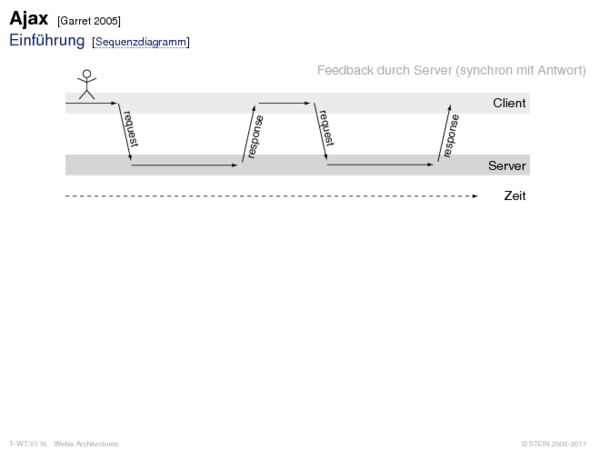 Ajax [Garret 2005]
Einführung [Sequenzdiagramm]
Feedback durch Server (synchron mit Antwort)
Client
request
response
request
response
Server
Zeit
T–WT:VI-16 Webis Architectures
© STEIN 2005-2017